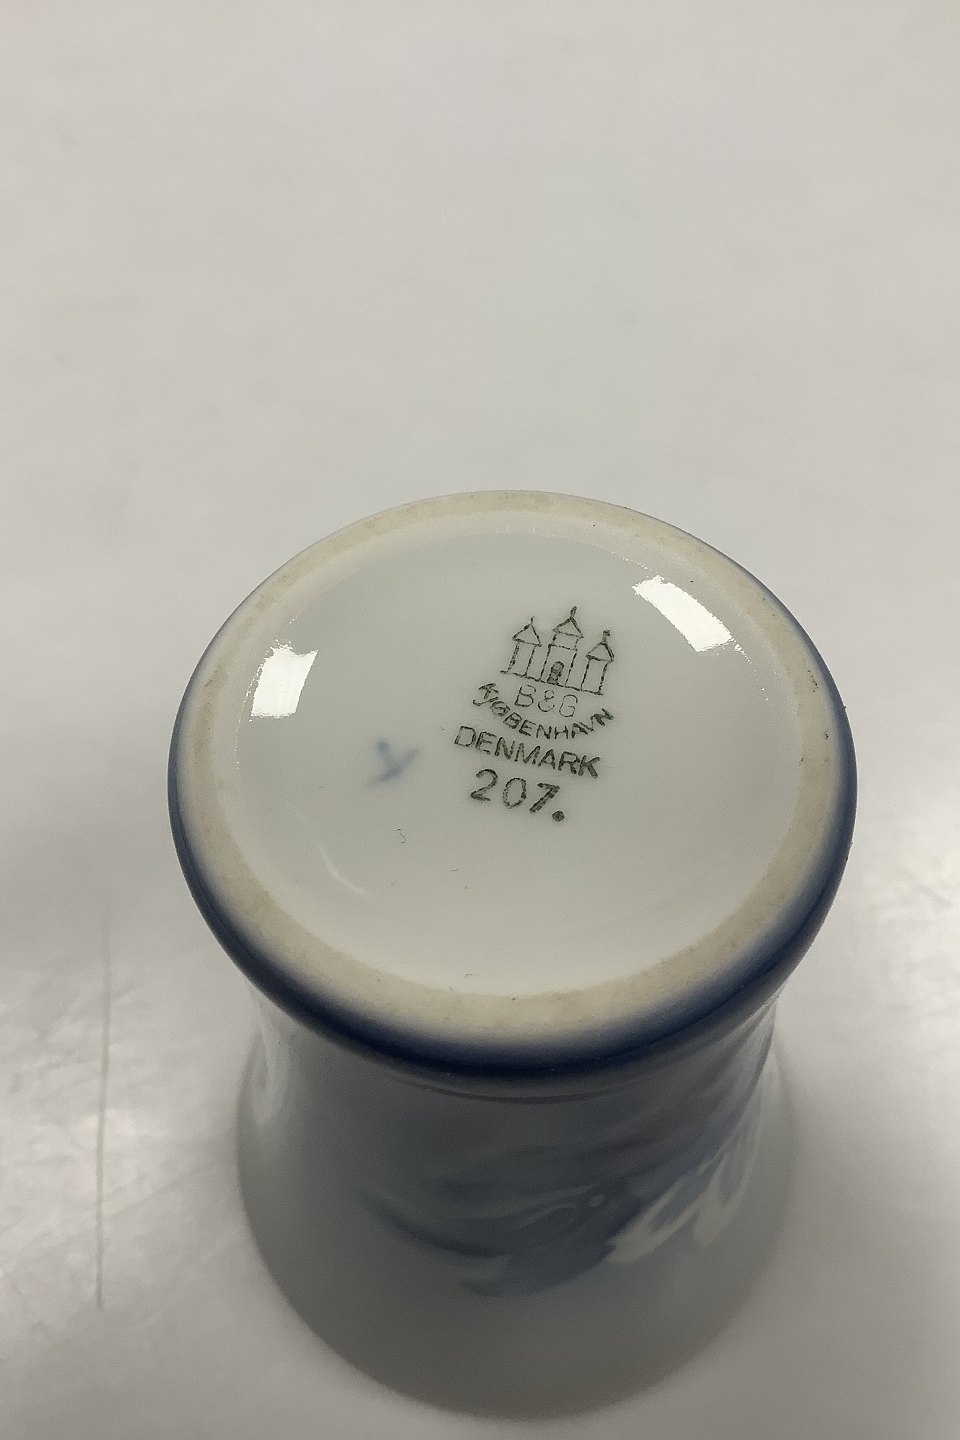 B&G
KJØBENHAVN
DENMARK
207.